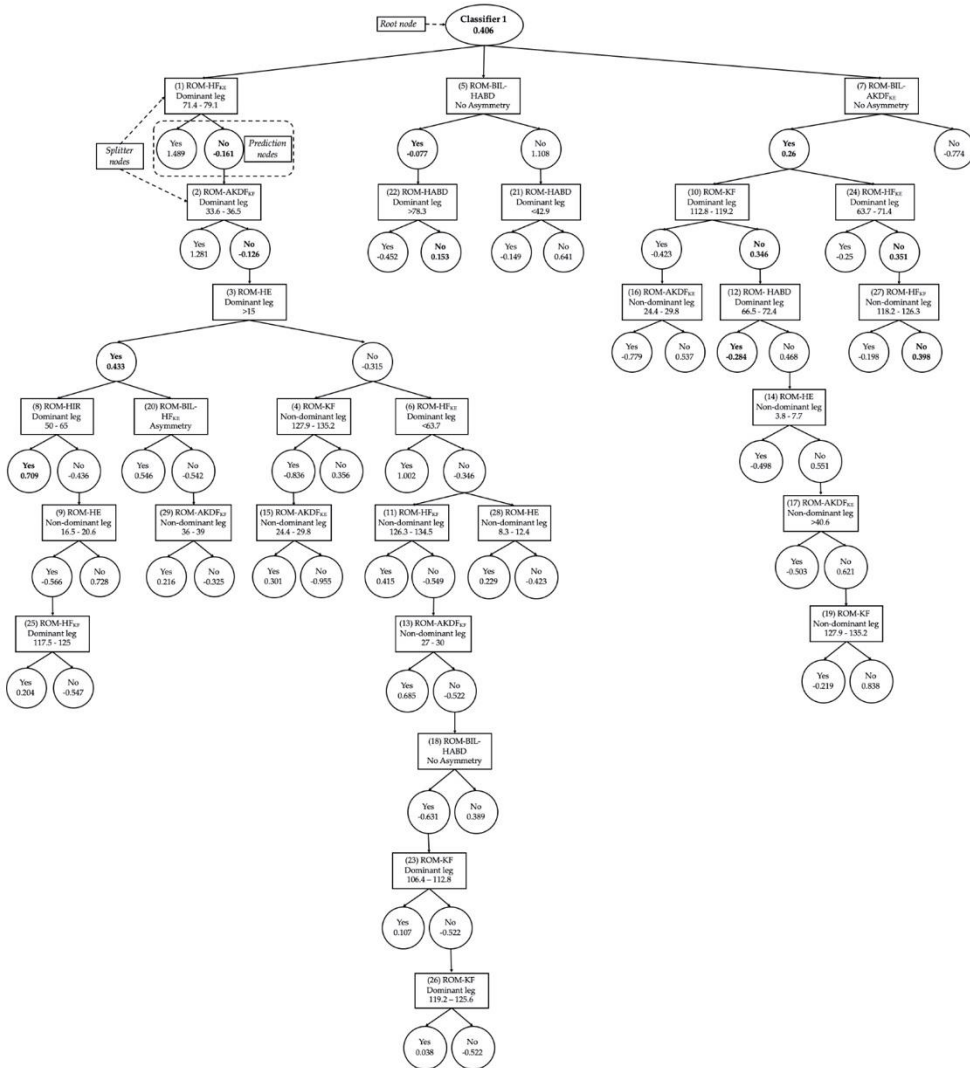 Root node
Classifier 1
0.406
(1) ROM-HFKE
Dominant leg
71.4 - 79.1
(5) ROM-BIL-
HABD
No Asymmetry
(7) ROM-BIL-
AKDFKE
No Asymmetry
Splitter
nodes
Yes
1.489
No
-0.161
Prediction
nodes
Yes
-0.077
No
1.108
Yes
0.26
No
-0.774
(2) ROM-AKDFKF
Dominant leg
33.6 - 36.5
(22) ROM-HABD
Dominant leg
>78.3
(21) ROM-HABD
Dominant leg
<42.9
(10) ROM-KF
Dominant leg
112.8 - 119.2
(24) ROM-HFKE
Dominant leg
63.7 - 71.4
Yes
1.281
No
-0.126
Yes
-0.452
No
0.153
Yes
-0.149
No
0.641
Yes
-0.423
No
0.346
Yes
-0.25
No
0.351
(3) ROM-HE
Dominant leg
>15
(16) ROM-AKDFKE
Non-dominant leg
24.4 - 29.8
(12) ROM- HABD
Dominant leg
66.5 - 72.4
(27) ROM-HFKF
Non-dominant leg
118.2 - 126.3
Yes
0.433
No
-0.315
Yes
-0.779
No
0.537
Yes
-0.284
No
0.468
Yes
-0.198
No
0.398
(8) ROM-HIR
Dominant leg
50 - 65
(20) ROM-BIL-
HFKE
Asymmetry
(4) ROM-KF
Non-dominant leg
127.9 - 135.2
(6) ROM-HFKE
Dominant leg
<63.7
(14) ROM-HE
Non-dominant leg
3.8 - 7.7
Yes
0.709
No
-0.436
Yes
0.546
No
-0.542
Yes
-0.836
No
0.356
Yes
1.002
No
-0.346
Yes
-0.498
No
0.551
(9) ROM-HE
Non-dominant leg
16.5 - 20.6
(29) ROM-AKDFKF
Non-dominant leg
36 - 39
(15) ROM-AKDFKE
Non-dominant leg
24.4 - 29.8
(11) ROM-HFKF
Non-dominant leg
126.3 - 134.5
(28) ROM-HE
Non-dominant leg
8.3 - 12.4
(17) ROM-AKDFKE
Non-dominant leg
>40.6
Yes
-0.566
No
0.728
Yes
0.216
No
-0.325
Yes
0.301
No
-0.955
Yes
0.415
No
-0.549
Yes
0.229
No
-0.423
Yes
-0.503
No
0.621
(25) ROM-HFKF
Dominant leg
117.5 - 125
(13) ROM-AKDFKF
Non-dominant leg
27 - 30
(19) ROM-KF
Non-dominant leg
127.9 - 135.2
Yes
0.204
No
-0.547
Yes
0.685
No
-0.522
Yes
-0.219
No
0.838
(18) ROM-BIL-
HABD
No Asymmetry
Yes
-0.631
No
0.389
(23) ROM-KF
Dominant leg
106.4 – 112.8
Yes
0.107
No
-0.522
(26) ROM-KF
Dominant leg
119.2 – 125.6
Yes
0.038
No
-0.522